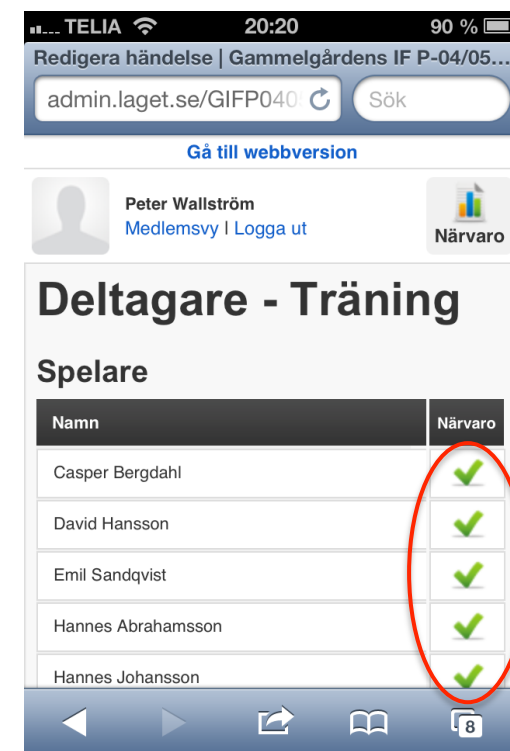 TELIA 20:20 90 %
Redigera händelse | Gammelgårdens IF P-04/05...
admin.laget.se/GIFP040 Sök
Gå till webbversion
Peter Wallström
Medlemsvy | Logga ut
Närvaro
Deltagare - Träning
Spelare
Namn Närvaro
Casper Bergdahl
David Hansson
Emil Sandqvist
Hannes Abrahamsson
Hannes Johansson
8